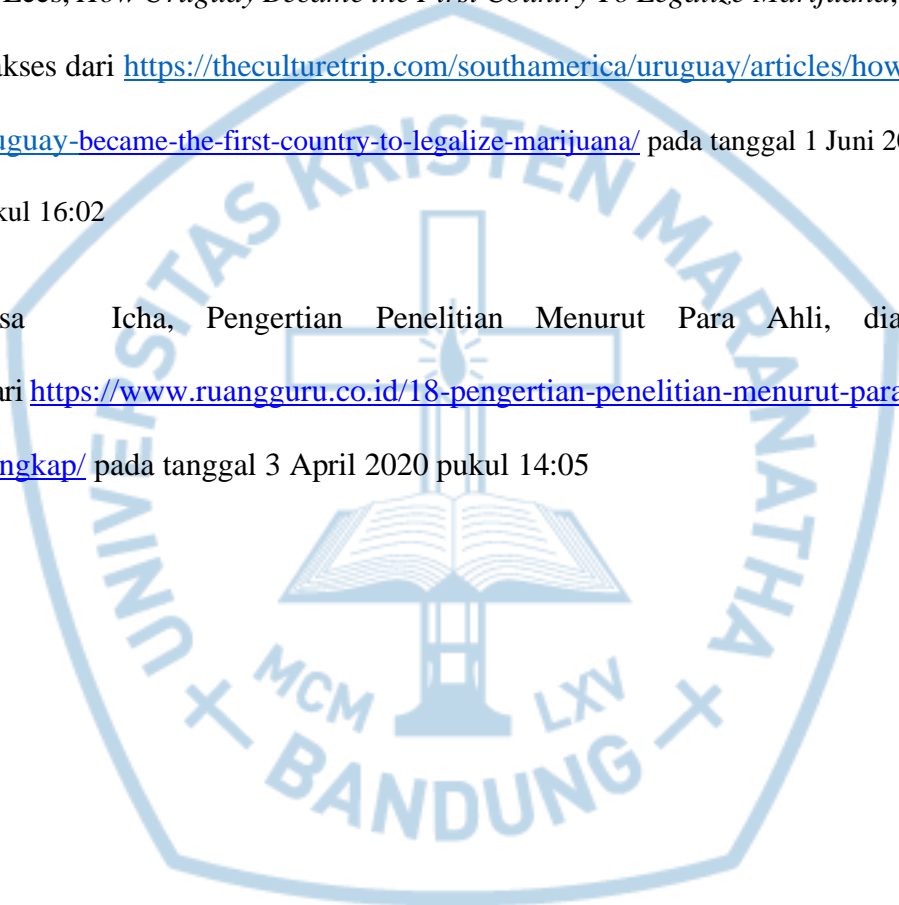 Lees, How Uruguay Became the First Country To Legalize Marijuana,
akses dari https://theculturetrip.com/southamerica/uruguay/articles/how
uguay-became-the-first-country-to-legalize-marijuana/ pada tanggal 1 Juni 20
kul 16:02
sa Icha, Pengertian Penelitian Menurut Para Ahli, dia
ari https://www.ruangguru.co.id/18-pengertian-penelitian-menurut-para
ngkap/ pada tanggal 3 April 2020 pukul 14:05
UNIVERSITAS KRISTEN MARANATHA
MCM LXV
BANDUNG